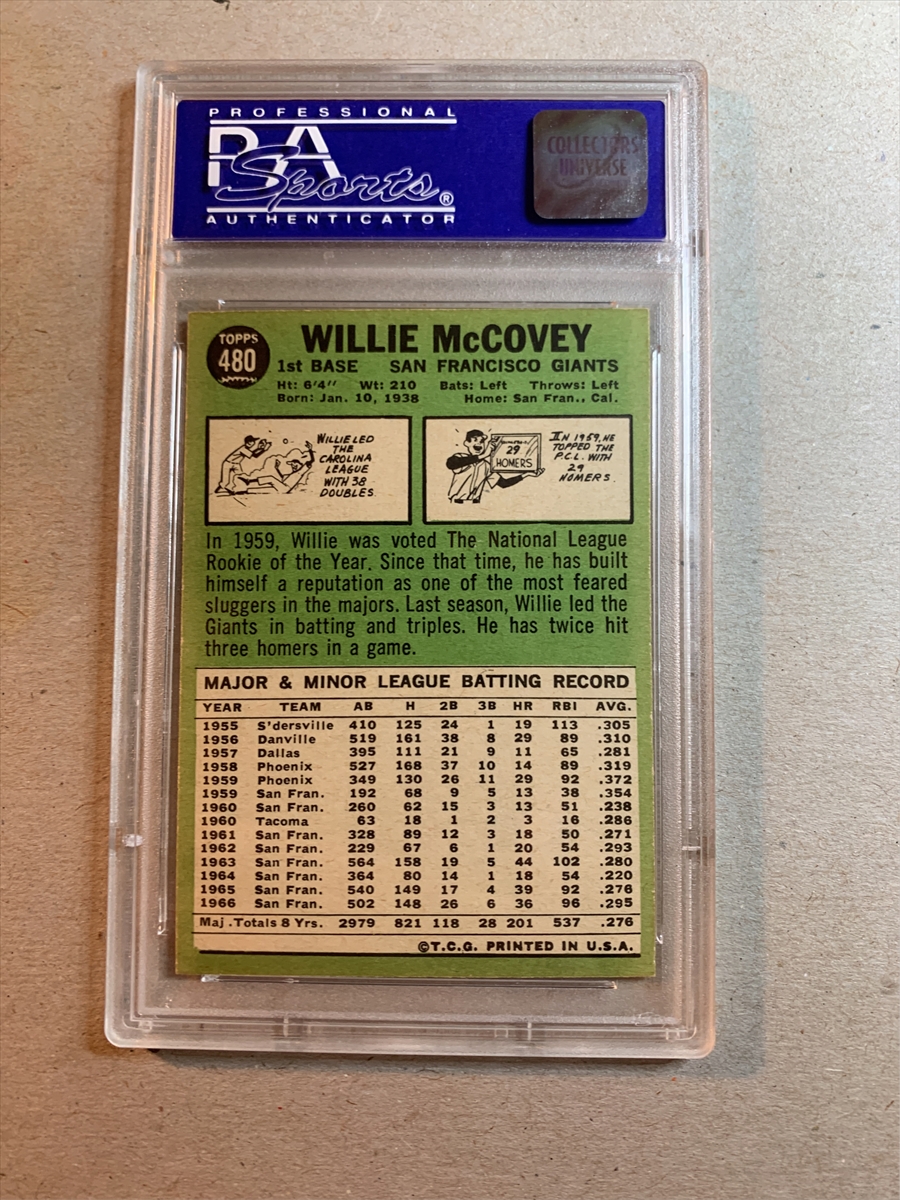 PROFESSIONAL
PSA
Sports®
AUTHENTICATOR
COLLECTORS
UNIVERSE
TOPPS
480
WILLIE McCOVEY
1st BASE SAN FRANCISCO GIANTS
Ht: 6'4" Wt: 210 Bats: Left Throws: Left
Born: Jan. 10, 1938 Home: San Fran., Cal.
WILLIE LED
THE
CAROLINA
LEAGUE
WITH 38
DOUBLES
29
HOMERS
IN 1959, HE
TOPPED THE
P.C.L. WITH
29
HOMERS.
In 1959, Willie was voted The National League
Rookie of the Year. Since that time, he has built
himself a reputation as one of the most feared
sluggers in the majors. Last season, Willie led the
Giants in batting and triples. He has twice hit
three homers in a game.
MAJOR & MINOR LEAGUE BATTING RECORD
YEAR TEAM AB H 2B 3B HR RBI AVG.
1955 S'dersville 410 125 24 1 19 113 .305
1956 Danville 519 161 38 8 29 89 .310
1957 Dallas 395 111 21 9 11 65 .281
1958 Phoenix 527 168 37 10 14 89 .319
1959 Phoenix 349 130 26 11 29 92 .372
1959 San Fran. 192 68 9 5 13 38 .354
1960 San Fran. 260 62 15 3 13 51 .238
1960 Tacoma 63 18 1 2 3 16 .286
1961 San Fran. 328 89 12 3 18 50 .271
1962 San Fran. 229 67 6 1 20 54 .293
1963 San Fran. 564 158 19 5 44 102 .280
1964 San Fran. 364 80 14 1 18 54 .220
1965 San Fran. 540 149 17 4 39 92 .276
1966 San Fran. 502 148 26 6 36 96 .295
Maj. Totals 8 Yrs. 2979 821 118 28 201 537 .276
©T.C.G. PRINTED IN U.S.A.